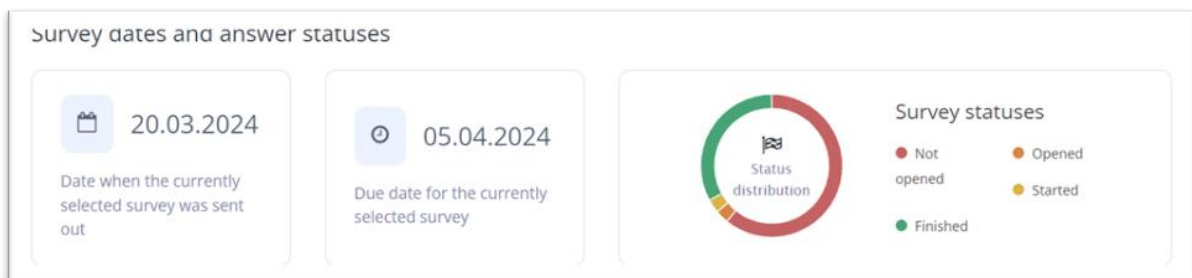 Survey dates and answer statuses
20.03.2024
Date when the currently
selected survey was sent
out
05.04.2024
Due date for the currently
selected survey
Status
distribution
Survey statuses
Not
opened
Opened
Started
Finished